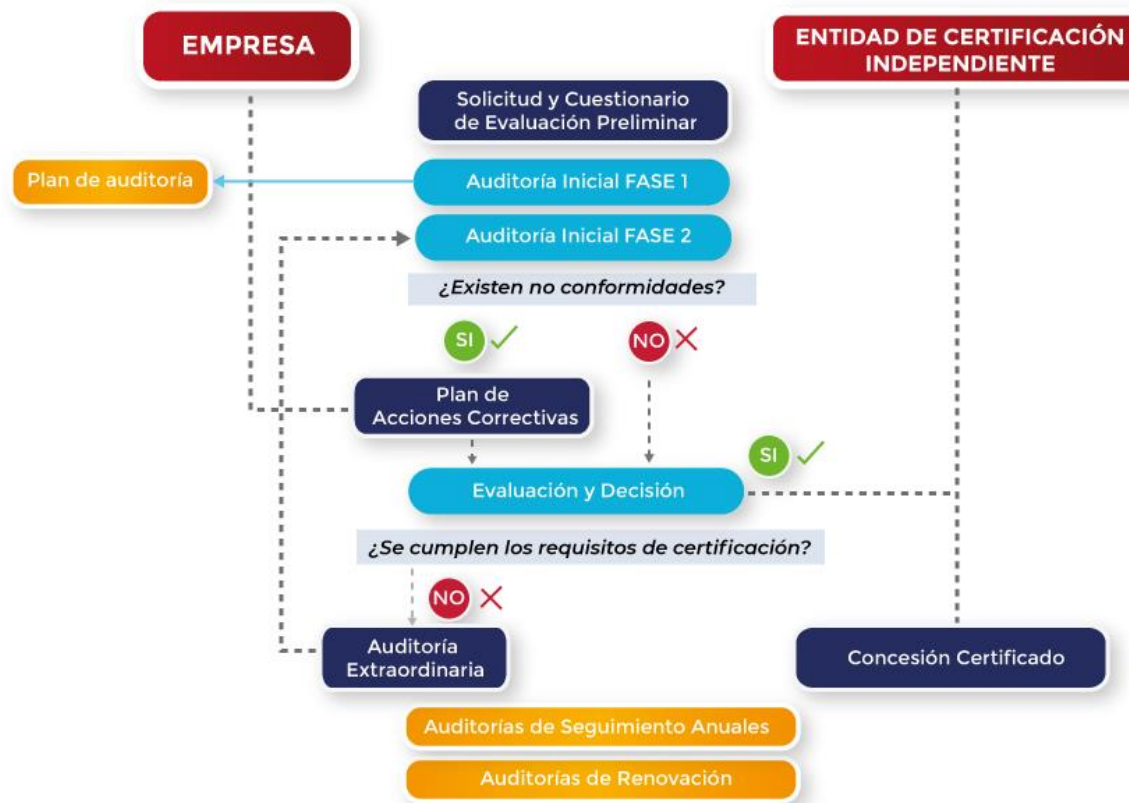 EMPRESA
ENTIDAD DE CERTIFICACIÓN
INDEPENDIENTE
Solicitud y Cuestionario
de Evaluación Preliminar
Plan de auditoría
Auditoría Inicial FASE 1
Auditoría Inicial FASE 2
¿Existen no conformidades?
SI
NO
Plan de
Acciones Correctivas
SI
Evaluación y Decisión
¿Se cumplen los requisitos de certificación?
NO
Auditoría
Extraordinaria
Concesión Certificado
Auditorías de Seguimiento Anuales
Auditorías de Renovación